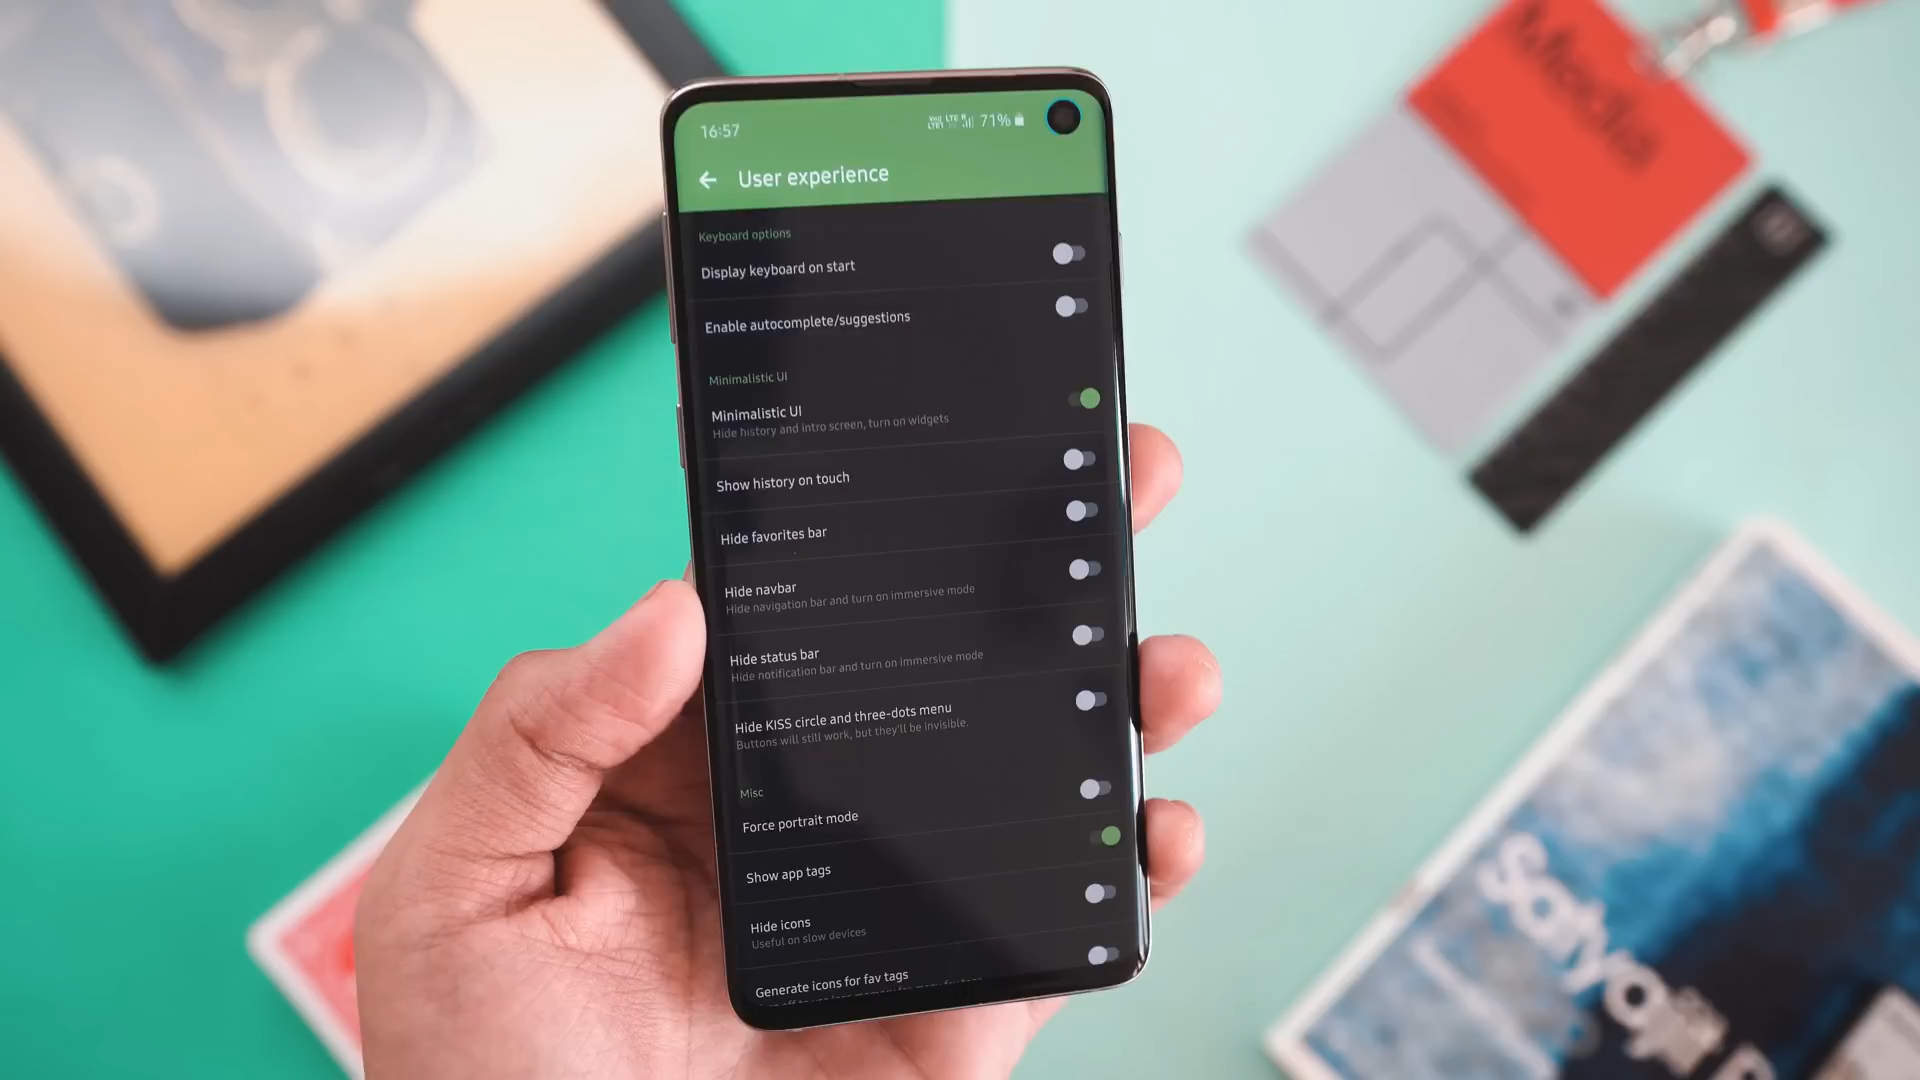 16:57
71%
User experience
Keyboard options
Display keyboard on start
Enable autocomplete/suggestions
Minimalistic UI
Minimalistic UI
Hide history and intro screen, turn on widgets
Show history on touch
Hide favorites bar
Hide navbar
Hide navigation bar and turn on immersive mode
Hide status bar
Hide notification bar and turn on immersive mode
Hide KISS circle and three-dots menu
Buttons will still work, but they'll be invisible.
Misc
Force portrait mode
Show app tags
Hide icons
Useful on slow devices
Generate icons for fav tags
Media